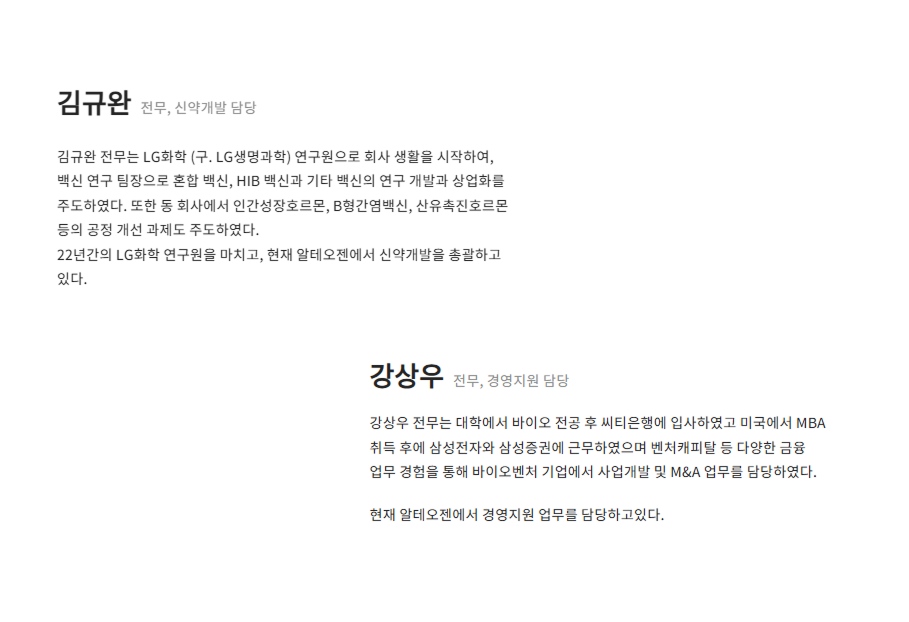 김규완 전무, 신약개발 담당
김규완 전무는 LG화학 (구. LG생명과학) 연구원으로 회사 생활을 시작하여,
백신 연구 팀장으로 혼합 백신, HIB 백신과 기타 백신의 연구 개발과 상업화를
주도하였다. 또한 동 회사에서 인간성장호르몬, B형간염백신, 산유촉진호르몬
등의 공정 개선 과제도 주도하였다.
22년간의 LG화학 연구원을 마치고, 현재 알테오젠에서 신약개발을 총괄하고
있다.
강상우 전무, 경영지원 담당
강상우 전무는 대학에서 바이오 전공 후 씨티은행에 입사하였고 미국에서 MBA
취득 후에 삼성전자와 삼성증권에 근무하였으며 벤처캐피탈 등 다양한 금융
업무 경험을 통해 바이오벤처 기업에서 사업개발 및 M&A 업무를 담당하였다.
현재 알테오젠에서 경영지원 업무를 담당하고있다.